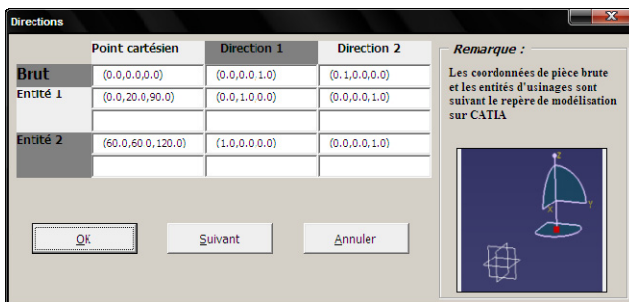 Directions
Point cartésien Direction 1 Direction 2
Brut (0.0,0.0,0.0) (0.0,0.0,1.0) (0.1,0.0,0.0)
Entité 1 (0.0,20.0,90.0) (0.0,1.0,0.0) (0.0,0.0,1.0)
Entité 2 (60.0,60.0,120.0) (1.0,0.0,0.0) (0.0,0.0,1.0)
OK Suivant Annuler
Remarque :
Les coordonnées de pièce brute
et les entités d'usinages sont
suivant le repère de modélisation
sur CATIA
Z
X Y